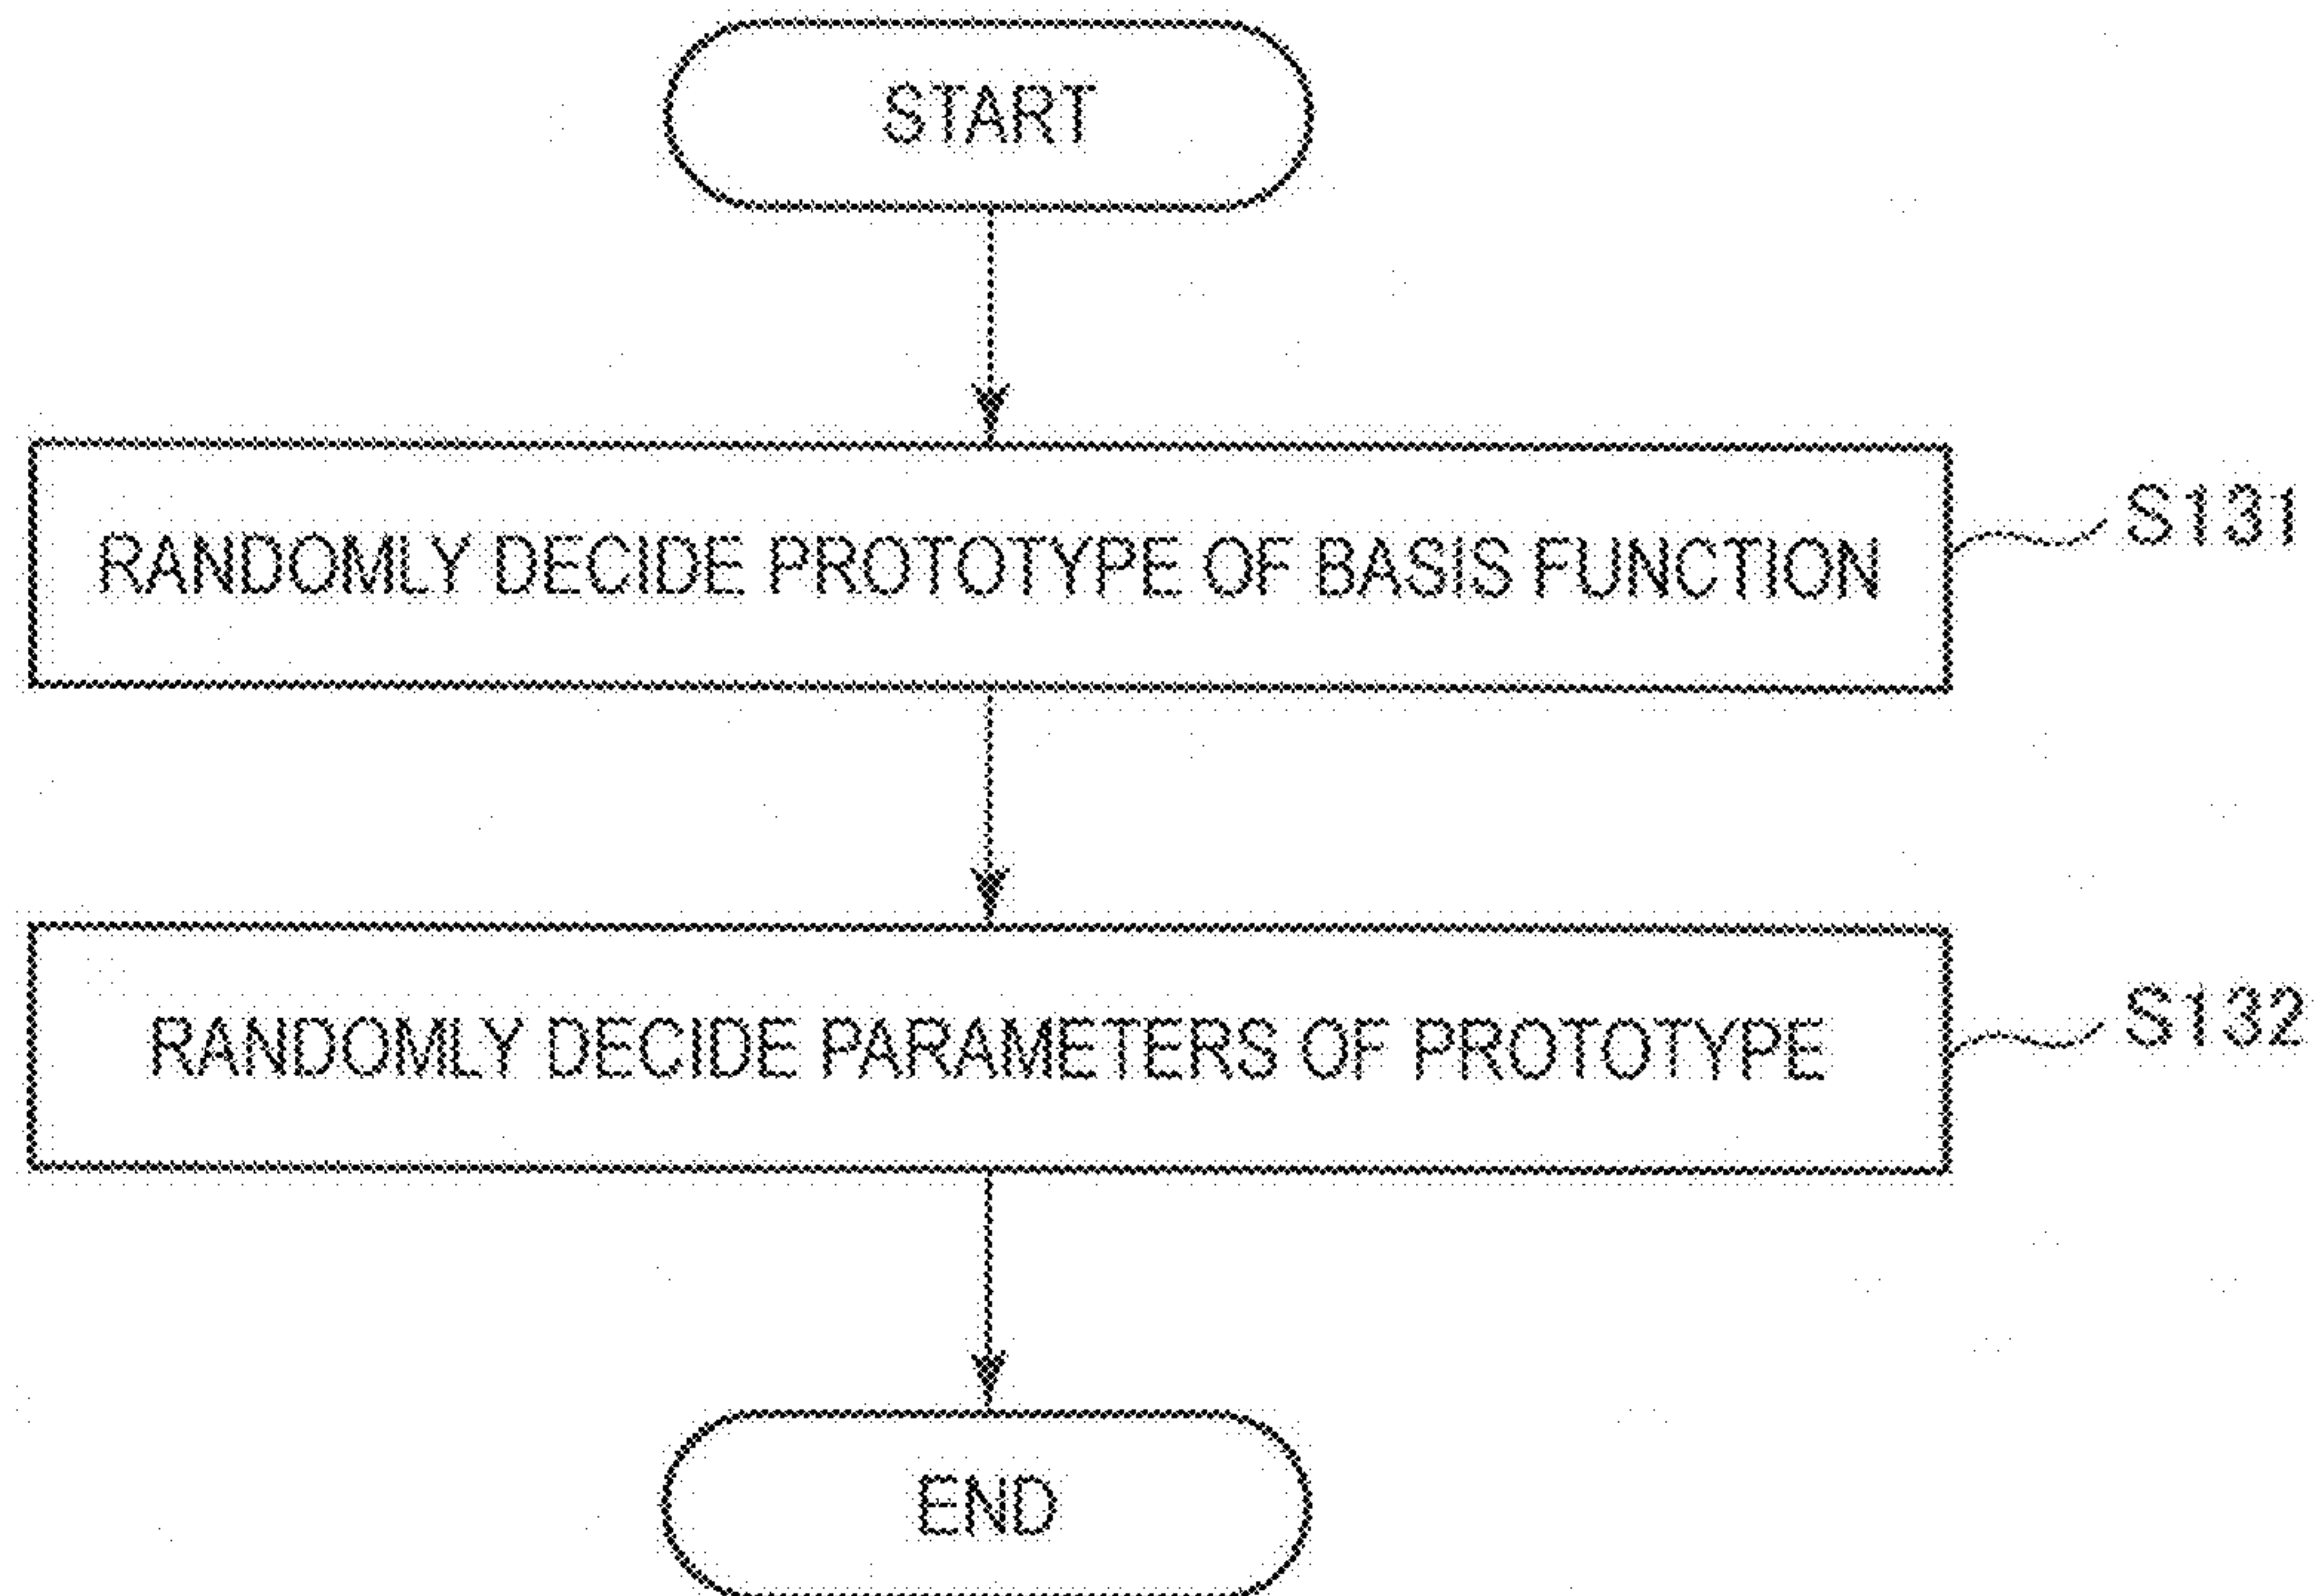 START
RANDOMLY DECIDE PROTOTYPE OF BASIS FUNCTION
S131
RANDOMLY DECIDE PARAMETERS OF PROTOTYPE
S132
END